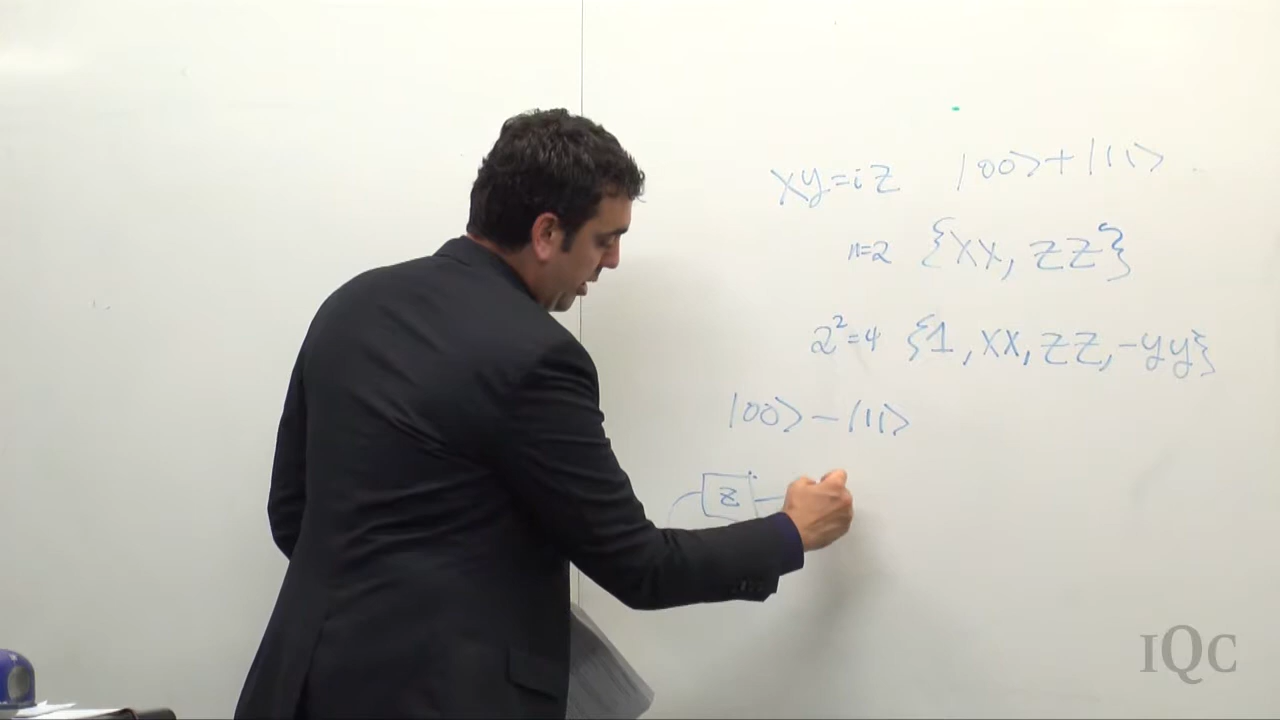 XY=iZ |00>+|11>
n=2 {XX, ZZ}
2²=4 {1, XX, ZZ, -YY}
|00>-|11>
Z
IQC